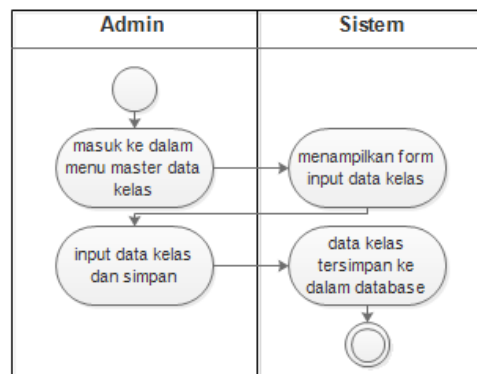 Admin
Sistem
masuk ke dalam
menu master data
kelas
menampilkan form
input data kelas
input data kelas
dan simpan
data kelas
tersimpan ke
dalam database